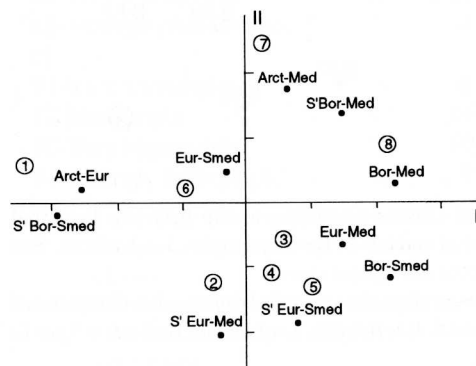 II
⑦
Arct-Med
S'Bor-Med
⑧
Eur-Smed
①
Arct-Eur
Bor-Med
⑥
S' Bor-Smed
Eur-Med
③
Bor-Smed
④
②
⑤
S' Eur-Med
S' Eur-Smed